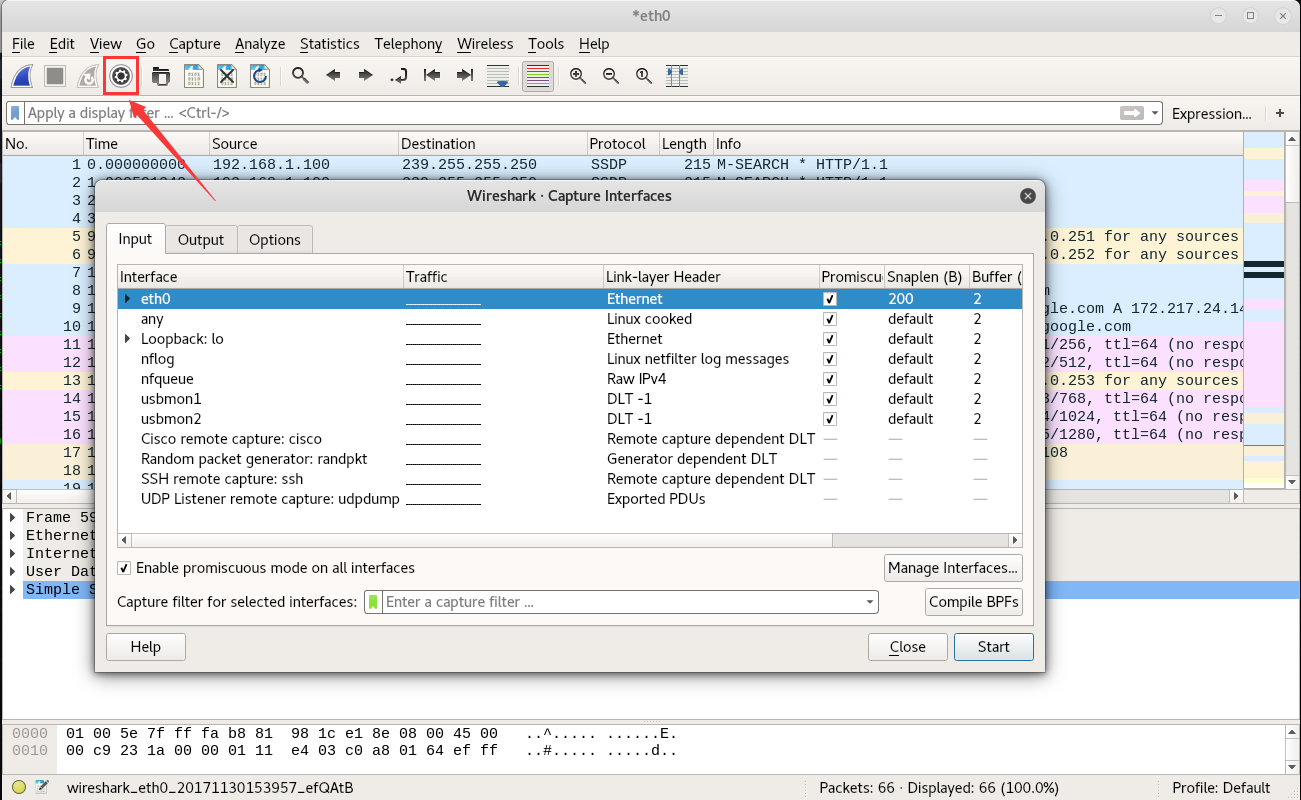 *eth0
File Edit View Go Capture Analyze Statistics Telephony Wireless Tools Help
Apply a display filter ... <Ctrl-/> Expression... +
No. Time Source Destination Protocol Length Info
1 0.000000000 192.168.1.100 239.255.255.250 SSDP 215 M-SEARCH * HTTP/1.1
2
3
4
5 9 .0.251 for any sources
6 9 .0.252 for any sources
7 1
8 1
9 1 gle.com A 172.217.24.14
10 1 google.com
11 1 1/256, ttl=64 (no respo
12 1 2/512, ttl=64 (no respo
13 1 .0.253 for any sources
14 1 3/768, ttl=64 (no respo
15 1 4/1024, ttl=64 (no resp
16 1 5/1280, ttl=64 (no resp
17 1 108
18 1
19 1
Wireshark · Capture Interfaces
Input Output Options
Interface Traffic Link-layer Header Promiscu Snaplen (B) Buffer (
eth0 Ethernet 200 2
any Linux cooked default 2
Loopback: lo Ethernet default 2
nflog Linux netfilter log messages default 2
nfqueue Raw IPv4 default 2
usbmon1 DLT -1 default 2
usbmon2 DLT -1 default 2
Cisco remote capture: cisco Remote capture dependent DLT — — —
Random packet generator: randpkt Generator dependent DLT — — —
SSH remote capture: ssh Remote capture dependent DLT — — —
UDP Listener remote capture: udpdump Exported PDUs — — —
Enable promiscuous mode on all interfaces Manage Interfaces...
Capture filter for selected interfaces: Enter a capture filter ... Compile BPFs
Help Close Start
Frame 59
Ethernet
Internet
User Dat
Simple S
0000 01 00 5e 7f ff fa b8 81 98 1c e1 8e 08 00 45 00 ..^..... ......E.
0010 00 c9 23 1a 00 00 01 11 e4 03 c0 a8 01 64 ef ff ..#..... .....d..
wireshark_eth0_20171130153957_efQAtB Packets: 66 · Displayed: 66 (100.0%) Profile: Default